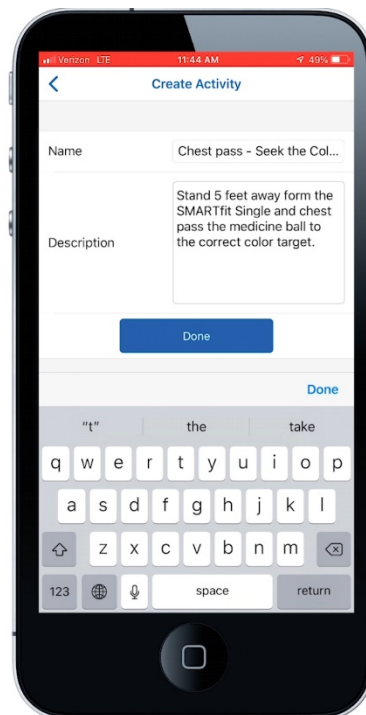 Verizon LTE 11:44 AM 49%
Create Activity
Name Chest pass - Seek the Col...
Stand 5 feet away form the
SMARTfit Single and chest
pass the medicine ball to
Description
the correct color target.
Done
Done
"t" the take
q w e r t y u i o p
a s d f g h j k l
z x c v b n m
123 space return